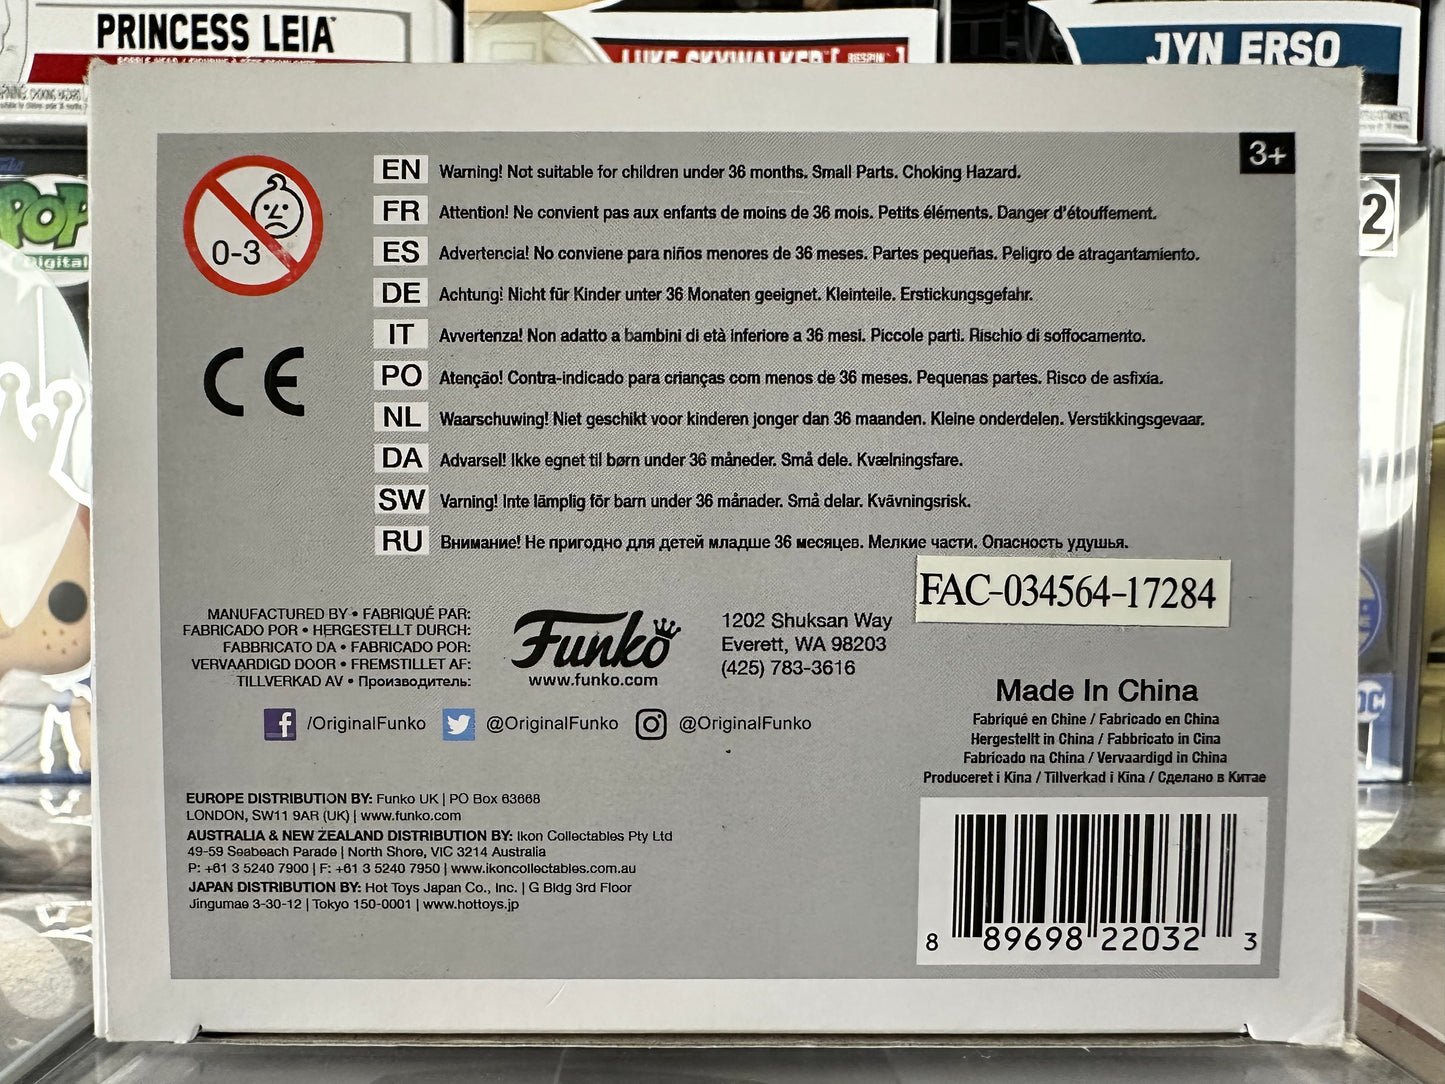 PRINCESS LEIA™
LUKE SKYWALKER™ [BESPIN™]
JYN ERSO
POP
Digital
2
3+
0-3
CE
EN Warning! Not suitable for children under 36 months. Small Parts. Choking Hazard.
FR Attention! Ne convient pas aux enfants de moins de 36 mois. Petits éléments. Danger d'étouffement.
ES Advertencia! No conviene para niños menores de 36 meses. Partes pequeñas. Peligro de atragantamiento.
DE Achtung! Nicht für Kinder unter 36 Monaten geeignet. Kleinteile. Erstickungsgefahr.
IT Avvertenza! Non adatto a bambini di età inferiore a 36 mesi. Piccole parti. Rischio di soffocamento.
PO Atenção! Contra-indicado para crianças com menos de 36 meses. Pequenas partes. Risco de asfixia.
NL Waarschuwing! Niet geschikt voor kinderen jonger dan 36 maanden. Kleine onderdelen. Verstikkingsgevaar.
DA Advarsel! Ikke egnet til børn under 36 måneder. Små dele. Kvælningsfare.
SW Varning! Inte lämplig för barn under 36 månader. Små delar. Kvävningsrisk.
RU Внимание! Не пригодно для детей младше 36 месяцев. Мелкие части. Опасность удушья.
FAC-034564-17284
MANUFACTURED BY • FABRIQUÉ PAR:
FABRICADO POR • HERGESTELLT DURCH:
FABBRICATO DA • FABRICADO POR:
VERVAARDIGD DOOR • FREMSTILLET AF:
TILLVERKAD AV • Производитель:
Funko
www.funko.com
1202 Shuksan Way
Everett, WA 98203
(425) 783-3616
/OriginalFunko @OriginalFunko @OriginalFunko
Made In China
Fabriqué en Chine / Fabricado en China
Hergestellt in China / Fabbricato in Cina
Fabricado na China / Vervaardigd in China
Produceret i Kina / Tillverkad i Kina / Сделано в Китае
EUROPE DISTRIBUTION BY: Funko UK | PO Box 63668
LONDON, SW11 9AR (UK) | www.funko.com
AUSTRALIA & NEW ZEALAND DISTRIBUTION BY: Ikon Collectables Pty Ltd
49-59 Seabeach Parade | North Shore, VIC 3214 Australia
P: +61 3 5240 7900 | F: +61 3 5240 7950 | www.ikoncollectables.com.au
JAPAN DISTRIBUTION BY: Hot Toys Japan Co., Inc. | G Bldg 3rd Floor
Jingumae 3-30-12 | Tokyo 150-0001 | www.hottoys.jp
8 89698 22032 3